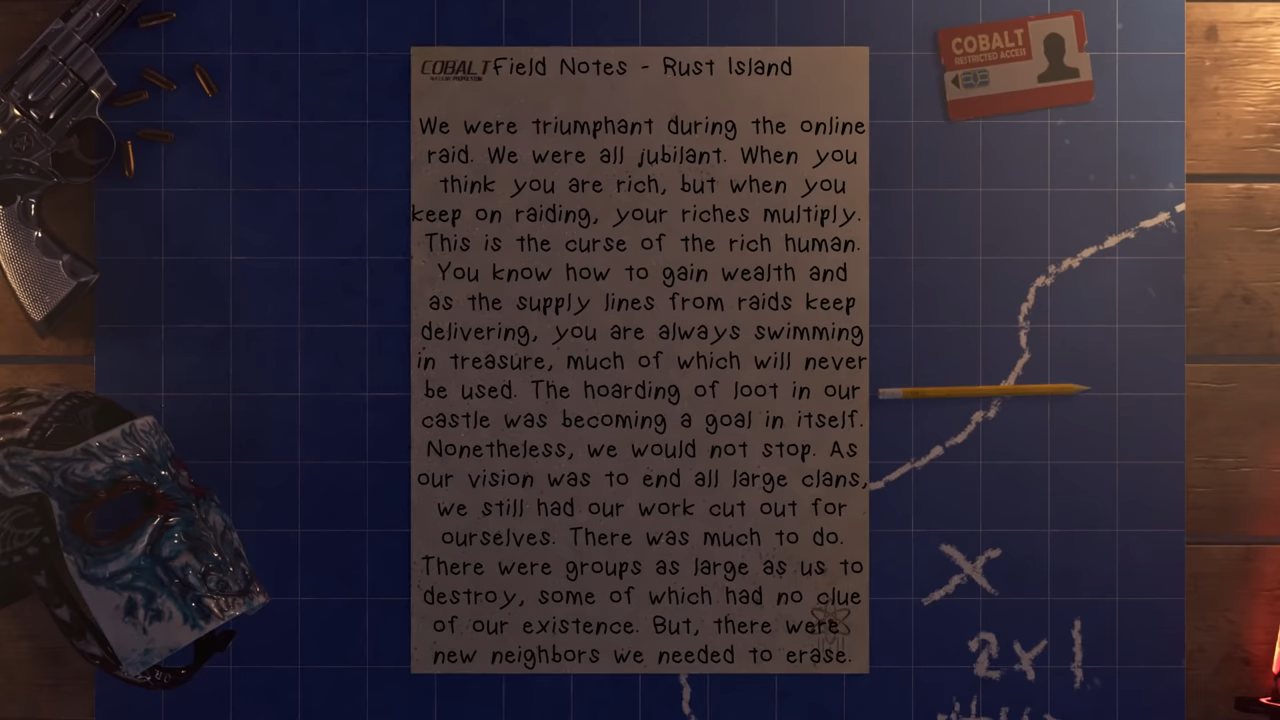 COBALT Field Notes - Rust Island
We were triumphant during the online
raid. We were all jubilant. When you
think you are rich, but when you
keep on raiding, your riches multiply.
This is the curse of the rich human.
You know how to gain wealth and
as the supply lines from raids keep
delivering, you are always swimming
in treasure, much of which will never
be used. The hoarding of loot in our
castle was becoming a goal in itself.
Nonetheless, we would not stop. As
our vision was to end all large clans,
we still had our work cut out for
ourselves. There was much to do.
There were groups as large as us to
destroy, some of which had no clue
of our existence. But, there were
new neighbors we needed to erase.
COBALT
RESTRICTED ACCESS
X
2x1